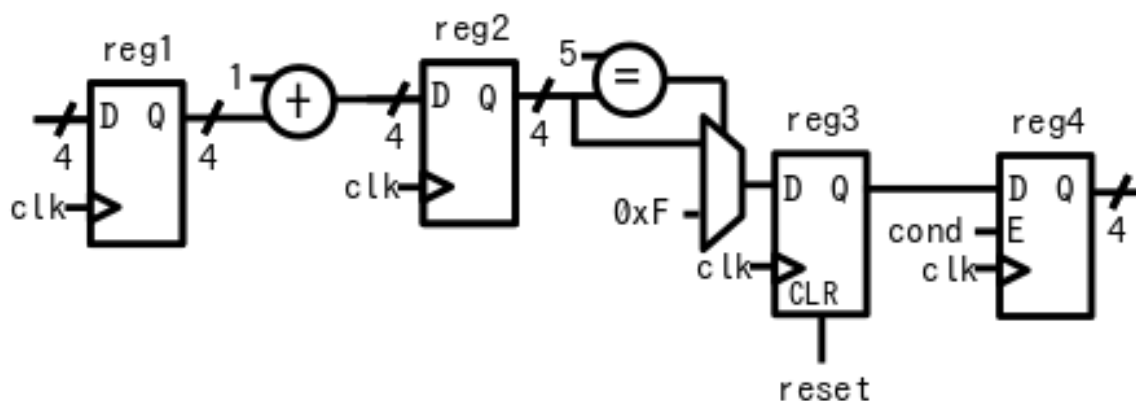 reg1
D Q
4
4
clk
1
+
reg2
D Q
4
4
clk
5
=
0xF
reg3
D Q
clk
CLR
reset
reg4
D Q
cond
E
clk
4